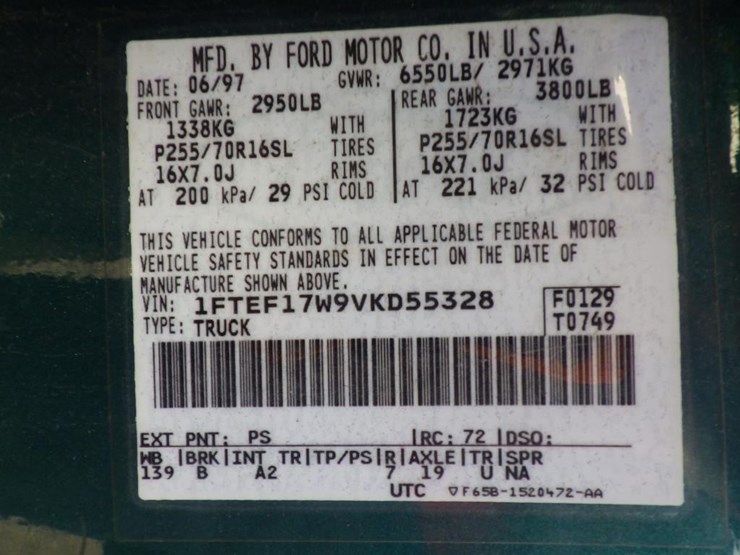 MFD. BY FORD MOTOR CO. IN U.S.A.
DATE: 06/97 GVWR: 6550LB/ 2971KG
FRONT GAWR: 2950LB REAR GAWR: 3800LB
1338KG WITH 1723KG WITH
P255/70R16SL TIRES P255/70R16SL TIRES
16X7.0J RIMS 16X7.0J RIMS
AT 200 kPa/ 29 PSI COLD AT 221 kPa/ 32 PSI COLD
THIS VEHICLE CONFORMS TO ALL APPLICABLE FEDERAL MOTOR
VEHICLE SAFETY STANDARDS IN EFFECT ON THE DATE OF
MANUFACTURE SHOWN ABOVE.
VIN: 1FTEF17W9VKD55328 F0129
TYPE: TRUCK T0749
EXT PNT: PS RC: 72 DSO:
WB BRK INT TR TP/PS R AXLE TR SPR
139 B A2 7 19 U NA
UTC ▽F65B-1520472-AA